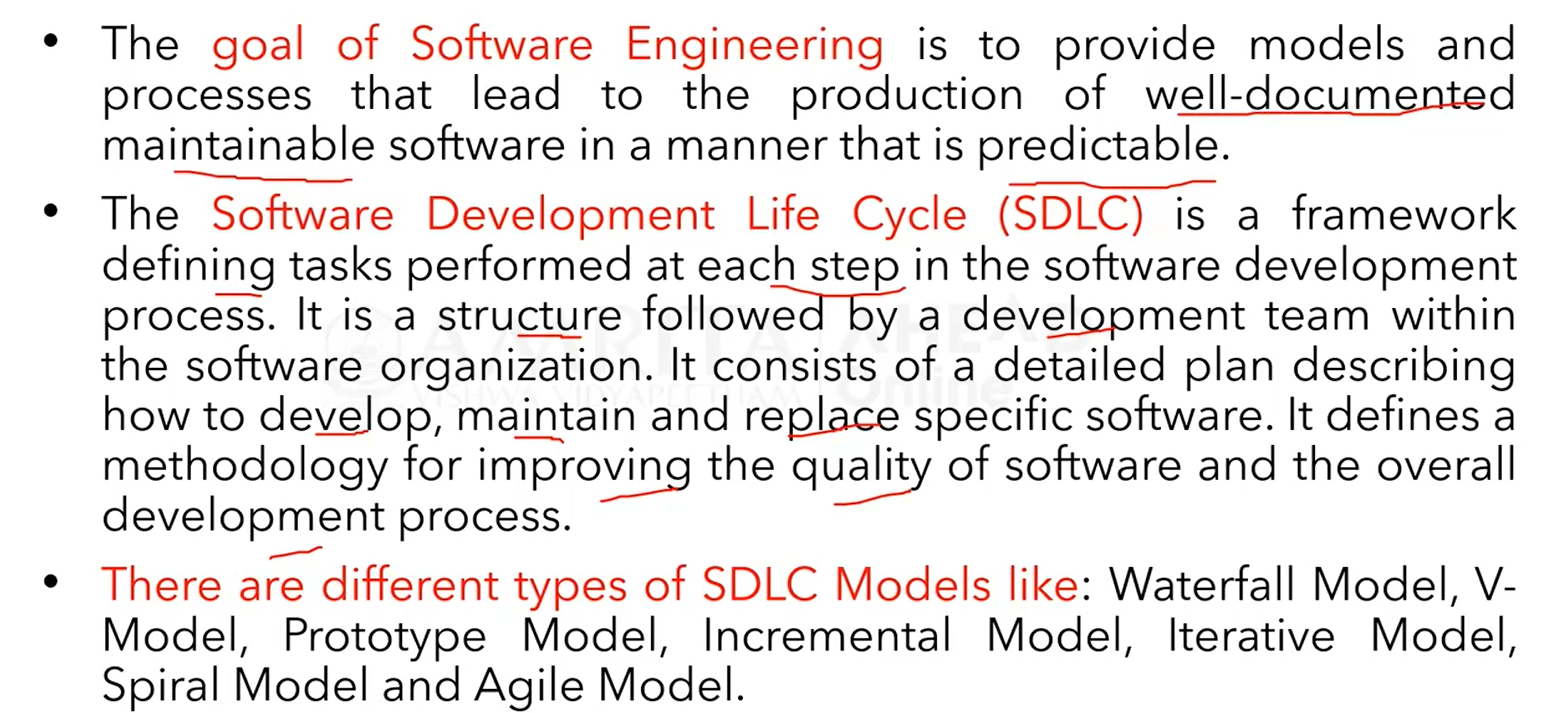 • The goal of Software Engineering is to provide models and
processes that lead to the production of well-documented
maintainable software in a manner that is predictable.
• The Software Development Life Cycle (SDLC) is a framework
defining tasks performed at each step in the software development
process. It is a structure followed by a development team within
the software organization. It consists of a detailed plan describing
how to develop, maintain and replace specific software. It defines a
methodology for improving the quality of software and the overall
development process.
• There are different types of SDLC Models like: Waterfall Model, V-
Model, Prototype Model, Incremental Model, Iterative Model,
Spiral Model and Agile Model.
AMRITA AHEAD
VISHWA VIDYAPEETHAM Online